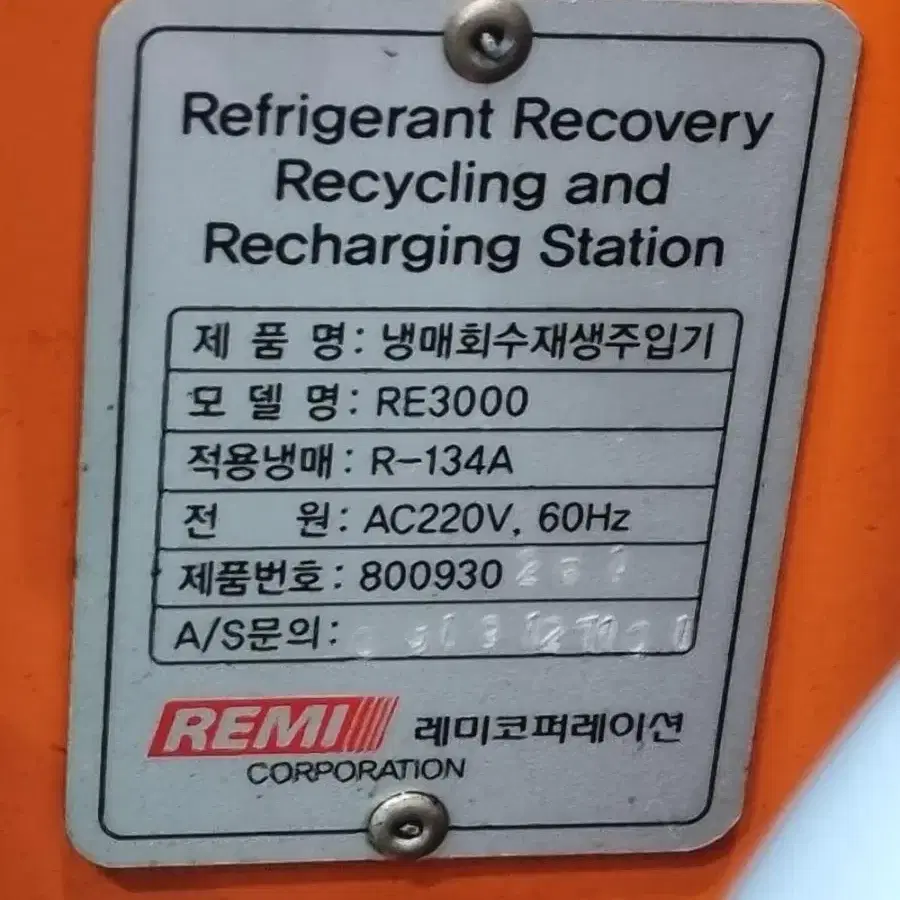 Refrigerant Recovery
Recycling and
Recharging Station
제 품 명: 냉매회수재생주입기
모 델 명: RE3000
적용냉매: R-134A
전 원: AC220V, 60Hz
제품번호: 800930
A/S문의:
REMI 레미코퍼레이션
CORPORATION